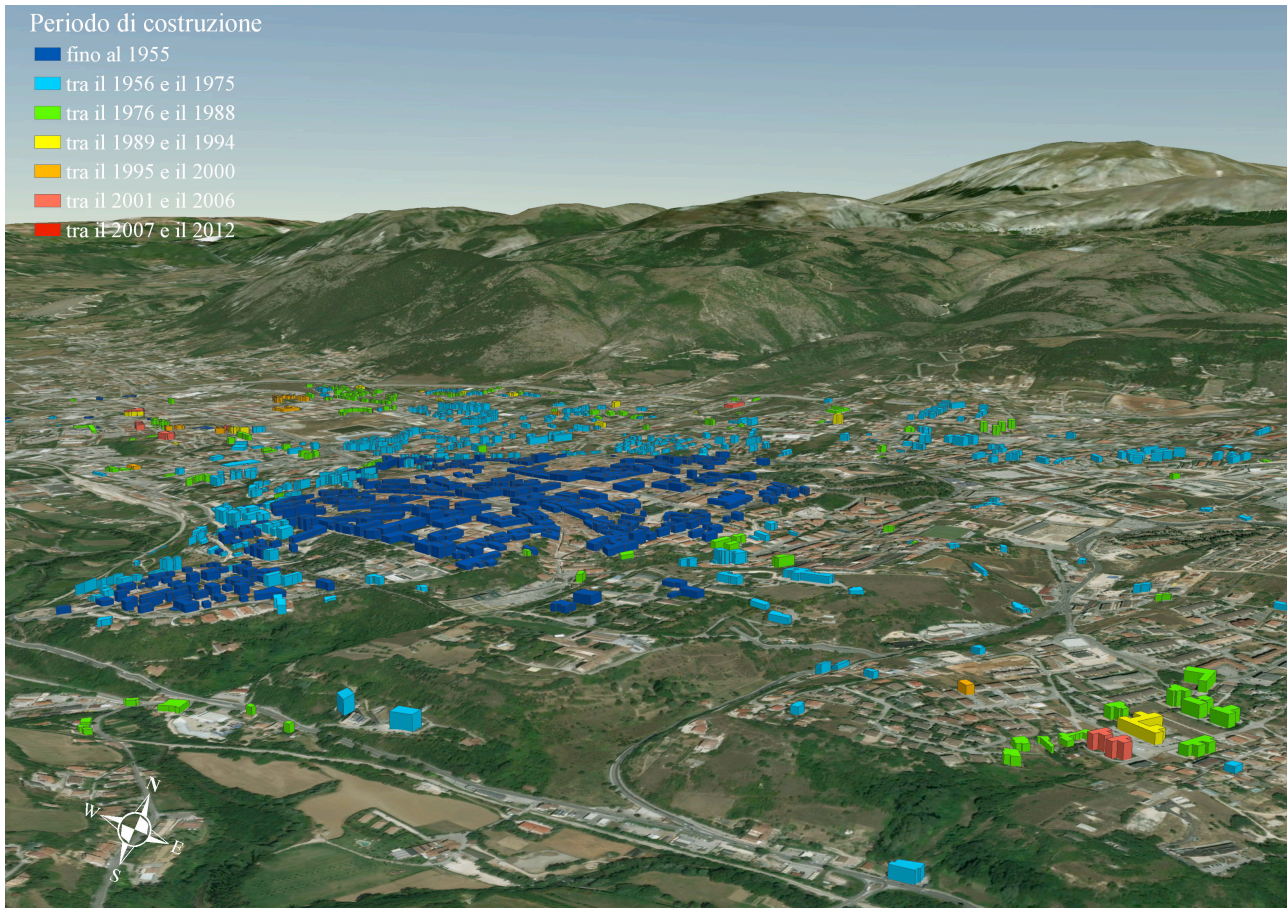 Periodo di costruzione
fino al 1955
tra il 1956 e il 1975
tra il 1976 e il 1988
tra il 1989 e il 1994
tra il 1995 e il 2000
tra il 2001 e il 2006
tra il 2007 e il 2012
N
W
E
S